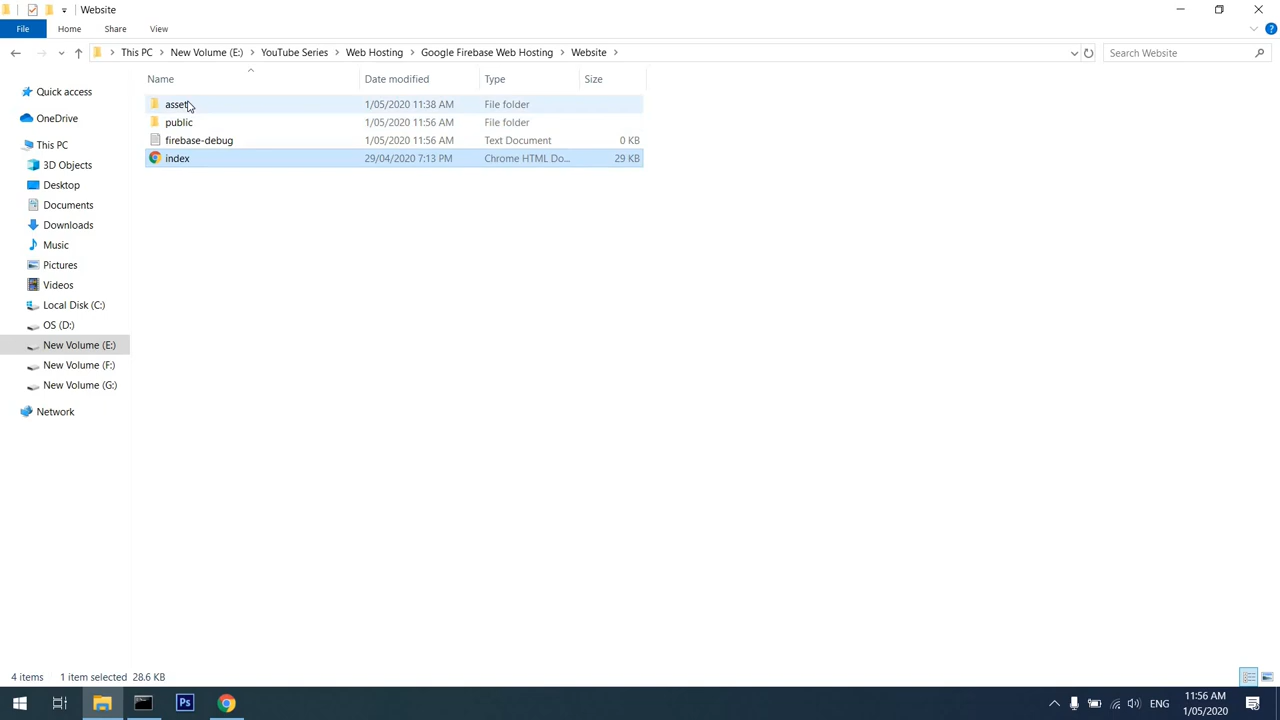 Website
File Home Share View
This PC New Volume (E:) YouTube Series Web Hosting Google Firebase Web Hosting Website Search Website
Name Date modified Type Size
Quick access
OneDrive
This PC
3D Objects
Desktop
Documents
Downloads
Music
Pictures
Videos
Local Disk (C:)
OS (D:)
New Volume (E:)
New Volume (F:)
New Volume (G:)
Network
1/05/2020 11:38 AM File folder
public 1/05/2020 11:56 AM File folder
firebase-debug 1/05/2020 11:56 AM Text Document 0 KB
index 29/04/2020 7:13 PM Chrome HTML Do... 29 KB
4 items 1 item selected 28.6 KB
Ps
ENG
11:56 AM
1/05/2020